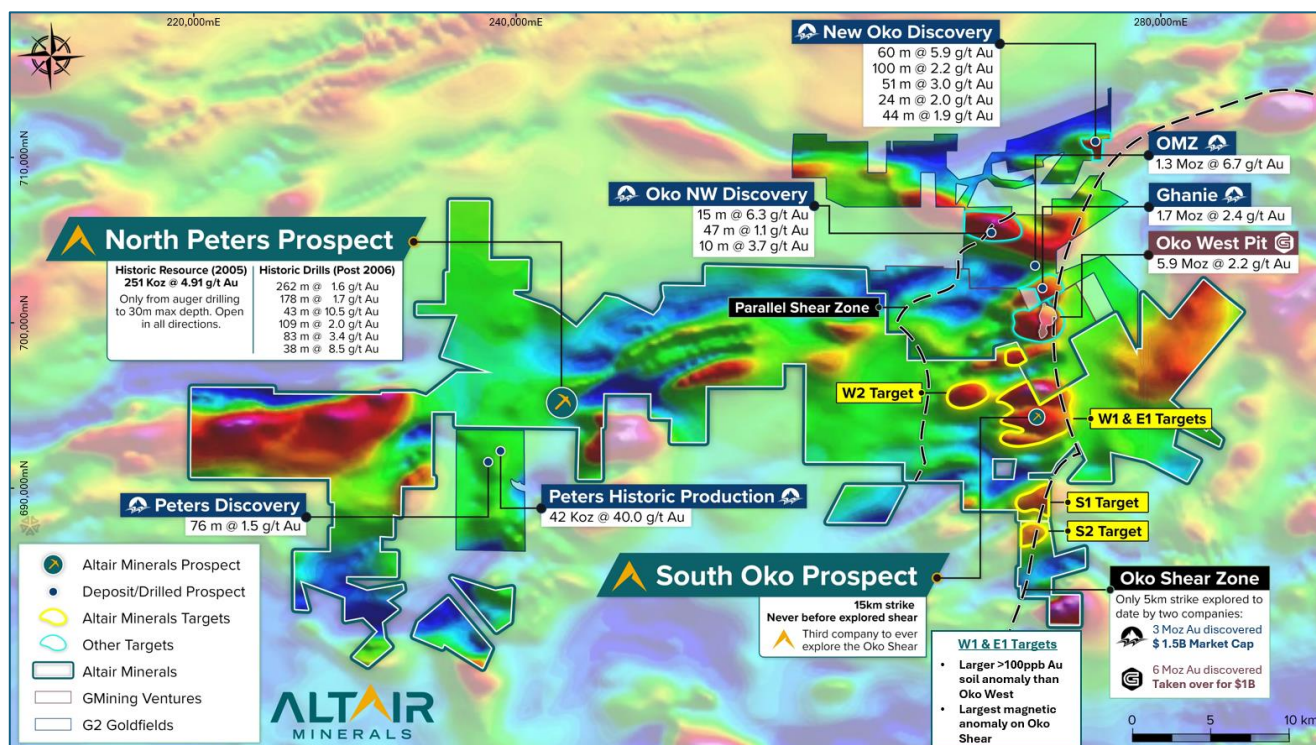 220,000mE
240,000mE
280,000mE
710,000mN
700,000mN
690,000mN
New Oko Discovery
60 m @ 5.9 g/t Au
100 m @ 2.2 g/t Au
51 m @ 3.0 g/t Au
24 m @ 2.0 g/t Au
44 m @ 1.9 g/t Au
OMZ
1.3 Moz @ 6.7 g/t Au
Ghanie
1.7 Moz @ 2.4 g/t Au
Oko West Pit
5.9 Moz @ 2.2 g/t Au
Oko NW Discovery
15 m @ 6.3 g/t Au
47 m @ 1.1 g/t Au
10 m @ 3.7 g/t Au
North Peters Prospect
Historic Resource (2005)
251 Koz @ 4.91 g/t Au
Only from auger drilling
to 30m max depth. Open
in all directions.
Historic Drills (Post 2006)
262 m @ 1.6 g/t Au
178 m @ 1.7 g/t Au
43 m @ 10.5 g/t Au
109 m @ 2.0 g/t Au
83 m @ 3.4 g/t Au
38 m @ 8.5 g/t Au
Parallel Shear Zone
W2 Target
W1 & E1 Targets
S1 Target
S2 Target
Peters Discovery
76 m @ 1.5 g/t Au
Peters Historic Production
42 Koz @ 40.0 g/t Au
South Oko Prospect
15km strike
Never before explored shear
Third company to ever
explore the Oko Shear
W1 & E1 Targets
• Larger >100ppb Au
soil anomaly than
Oko West
• Largest magnetic
anomaly on Oko
Shear
Oko Shear Zone
Only 5km strike explored to
date by two companies:
3 Moz Au discovered
$ 1.5B Market Cap
6 Moz Au discovered
Taken over for $1B
Altair Minerals Prospect
Deposit/Drilled Prospect
Altair Minerals Targets
Other Targets
Altair Minerals
GMining Ventures
G2 Goldfields
ALTAIR
MINERALS
0 5 10 km